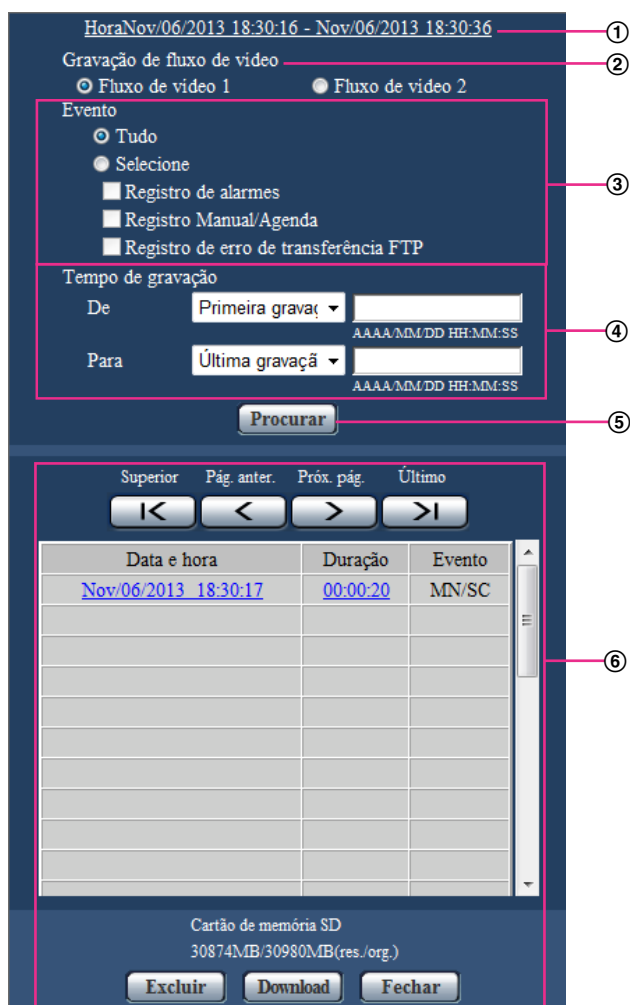 HoraNov/06/2013 18:30:16 - Nov/06/2013 18:30:36 ①
Gravação de fluxo de video ②
Fluxo de video 1 Fluxo de video 2
Evento
Tudo
Selecione
Registro de alarmes ③
Registro Manual/Agenda
Registro de erro de transferência FTP
Tempo de gravação
De Primeira gravaç
AAAA/MM/DD HH:MM:SS ④
Para Última gravaçã
AAAA/MM/DD HH:MM:SS
Procurar ⑤
Superior Pág. anter. Próx. pág. Último
Data e hora Duração Evento
Nov/06/2013 18:30:17 00:00:20 MN/SC
⑥
Cartão de memória SD
30874MB/30980MB(res./org.)
Excluir Download Fechar